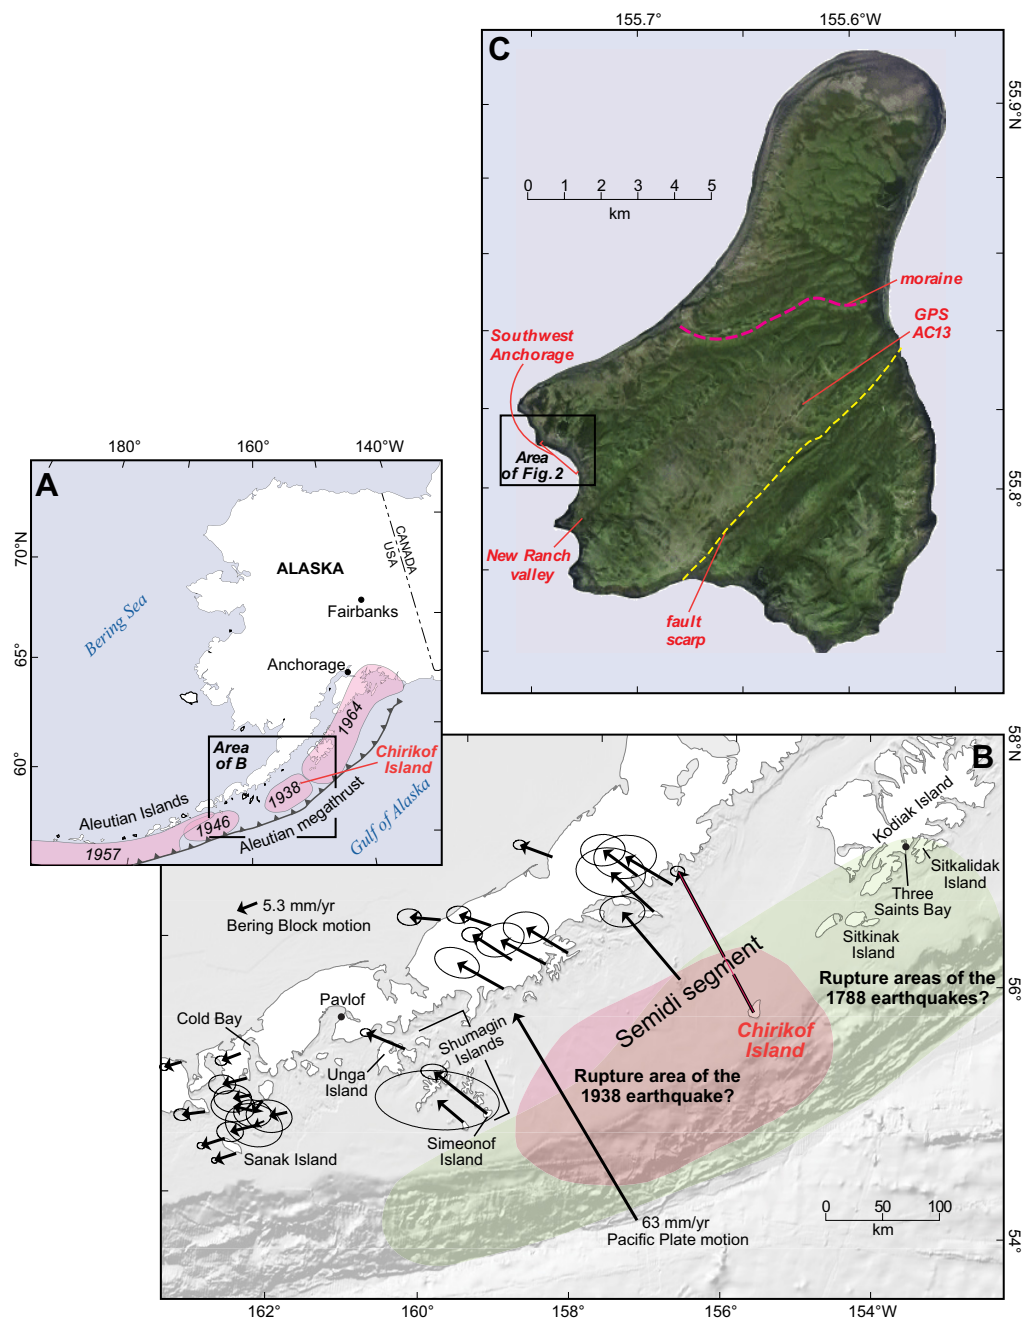 155.7°
155.6°W
C
55.9°N
0 1 2 3 4 5
km
moraine
GPS
AC13
Southwest
Anchorage
Area
of Fig. 2
55.8°
New Ranch
valley
fault
scarp
180°
160°
140°W
A
70°N
65°
60°
CANADA
USA
ALASKA
Fairbanks
Bering Sea
Anchorage
1964
Area
of B
Chirikof
Island
1938
Aleutian Islands
1946
Aleutian megathrust
Gulf of Alaska
1957
B
58°N
Kodiak Island
Sitkalidak
Island
Three
Saints Bay
5.3 mm/yr
Bering Block motion
Sitkinak
Island
Semidi segment
Rupture areas of the
1788 earthquakes?
56°
Pavlof
Cold Bay
Chirikof
Island
Shumagin
Islands
Unga
Island
Rupture area of the
1938 earthquake?
Simeonof
Island
Sanak Island
0 50 100
km
63 mm/yr
Pacific Plate motion
54°
162°
160°
158°
156°
154°W